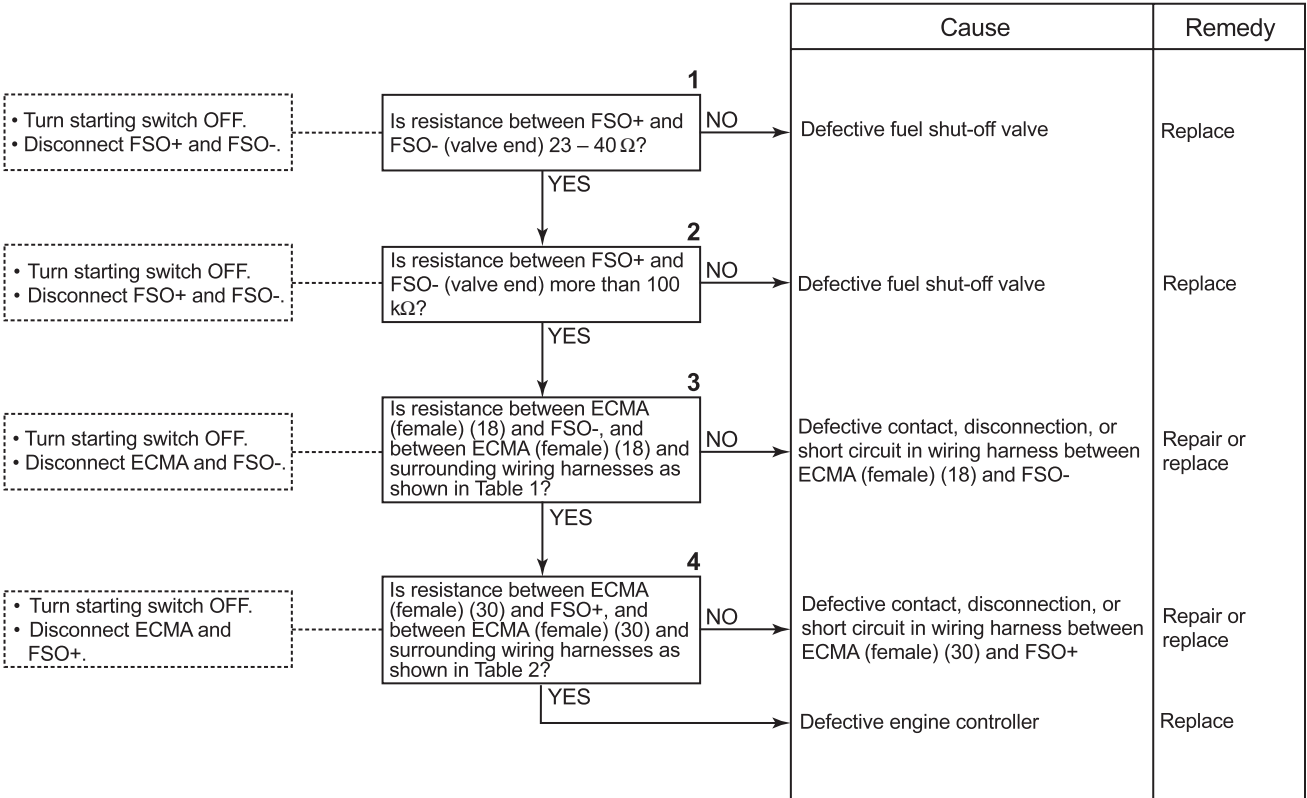 Cause
Remedy
1
• Turn starting switch OFF.
• Disconnect FSO+ and FSO-.
Is resistance between FSO+ and
FSO- (valve end) 23 – 40 Ω?
NO
Defective fuel shut-off valve
Replace
YES
2
• Turn starting switch OFF.
• Disconnect FSO+ and FSO-.
Is resistance between FSO+ and
FSO- (valve end) more than 100
kΩ?
NO
Defective fuel shut-off valve
Replace
YES
3
• Turn starting switch OFF.
• Disconnect ECMA and FSO-.
Is resistance between ECMA
(female) (18) and FSO-, and
between ECMA (female) (18) and
surrounding wiring harnesses as
shown in Table 1?
NO
Defective contact, disconnection, or
short circuit in wiring harness between
ECMA (female) (18) and FSO-
Repair or
replace
YES
4
• Turn starting switch OFF.
• Disconnect ECMA and
FSO+.
Is resistance between ECMA
(female) (30) and FSO+, and
between ECMA (female) (30) and
surrounding wiring harnesses as
shown in Table 2?
NO
Defective contact, disconnection, or
short circuit in wiring harness between
ECMA (female) (30) and FSO+
Repair or
replace
YES
Defective engine controller
Replace